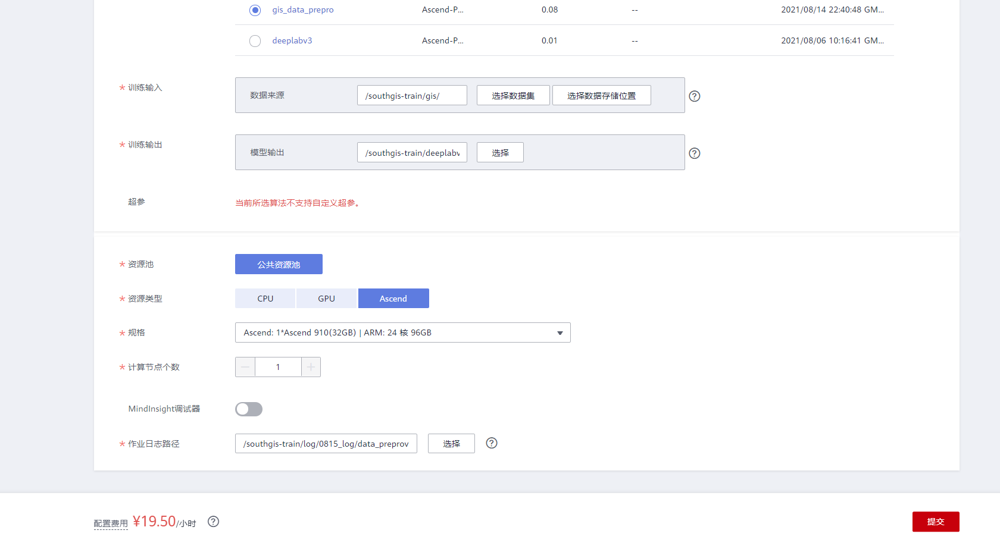 gis_data_prepro Ascend-P... 0.08 -- 2021/08/14 22:40:48 GM...
deeplabv3 Ascend-P... 0.01 -- 2021/08/06 10:16:41 GM...
* 训练输入 数据来源 /southgis-train/gis/ 选择数据集 选择数据存储位置 ?
* 训练输出 模型输出 /southgis-train/deeplabv 选择 ?
超参 当前所选算法不支持自定义超参。
* 资源池 公共资源池
* 资源类型 CPU GPU Ascend
* 规格 Ascend: 1*Ascend 910(32GB) | ARM: 24 核 96GB
* 计算节点个数 − 1 +
MindInsight调试器
* 作业日志路径 /southgis-train/log/0815_log/data_preprov 选择 ?
配置费用 ¥19.50/小时 ? 提交